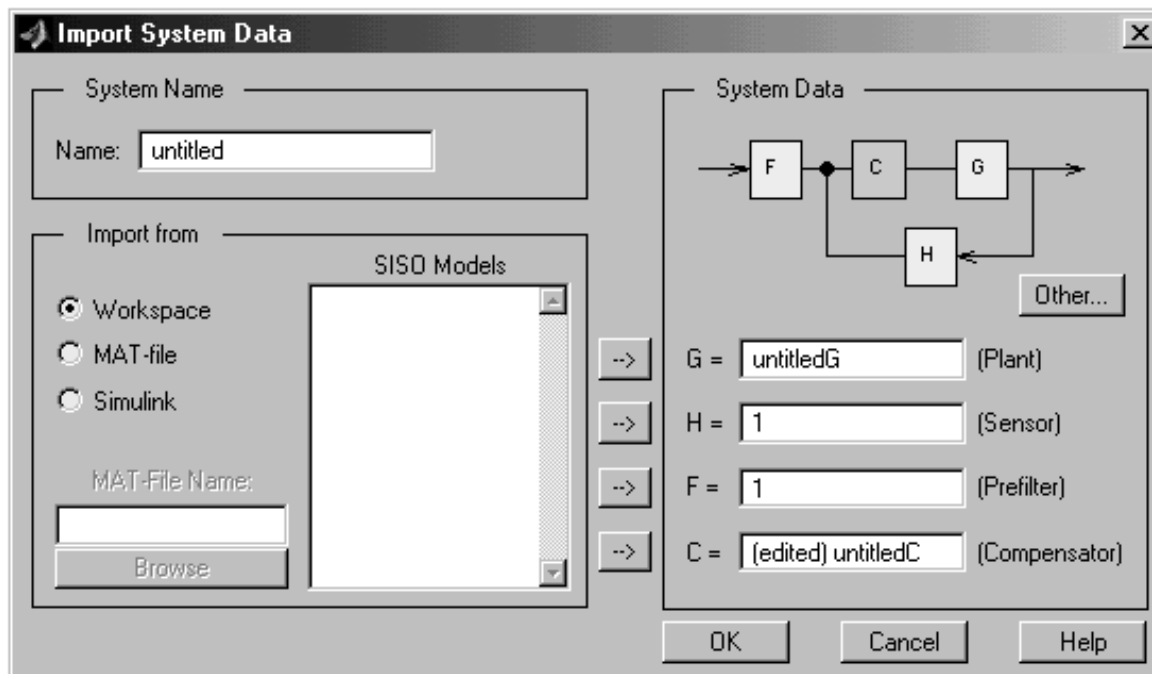 Import System Data
System Name
Name: untitled
Import from
SISO Models
Workspace
MAT-file
Simulink
MAT-File Name:
Browse
-->
-->
-->
-->
System Data
F
C
G
H
Other...
G = untitledG (Plant)
H = 1 (Sensor)
F = 1 (Prefilter)
C = (edited) untitledC (Compensator)
OK
Cancel
Help